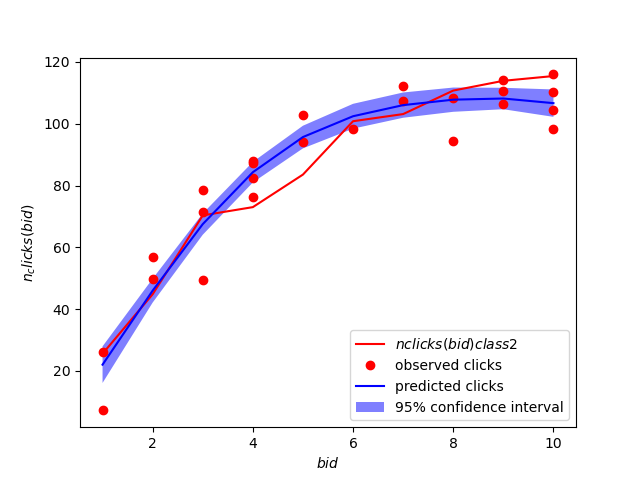 120
100
80
60
40
20
n_clicks(bid)
nclicks(bid)class2
observed clicks
predicted clicks
95% confidence interval
2
4
6
8
10
bid